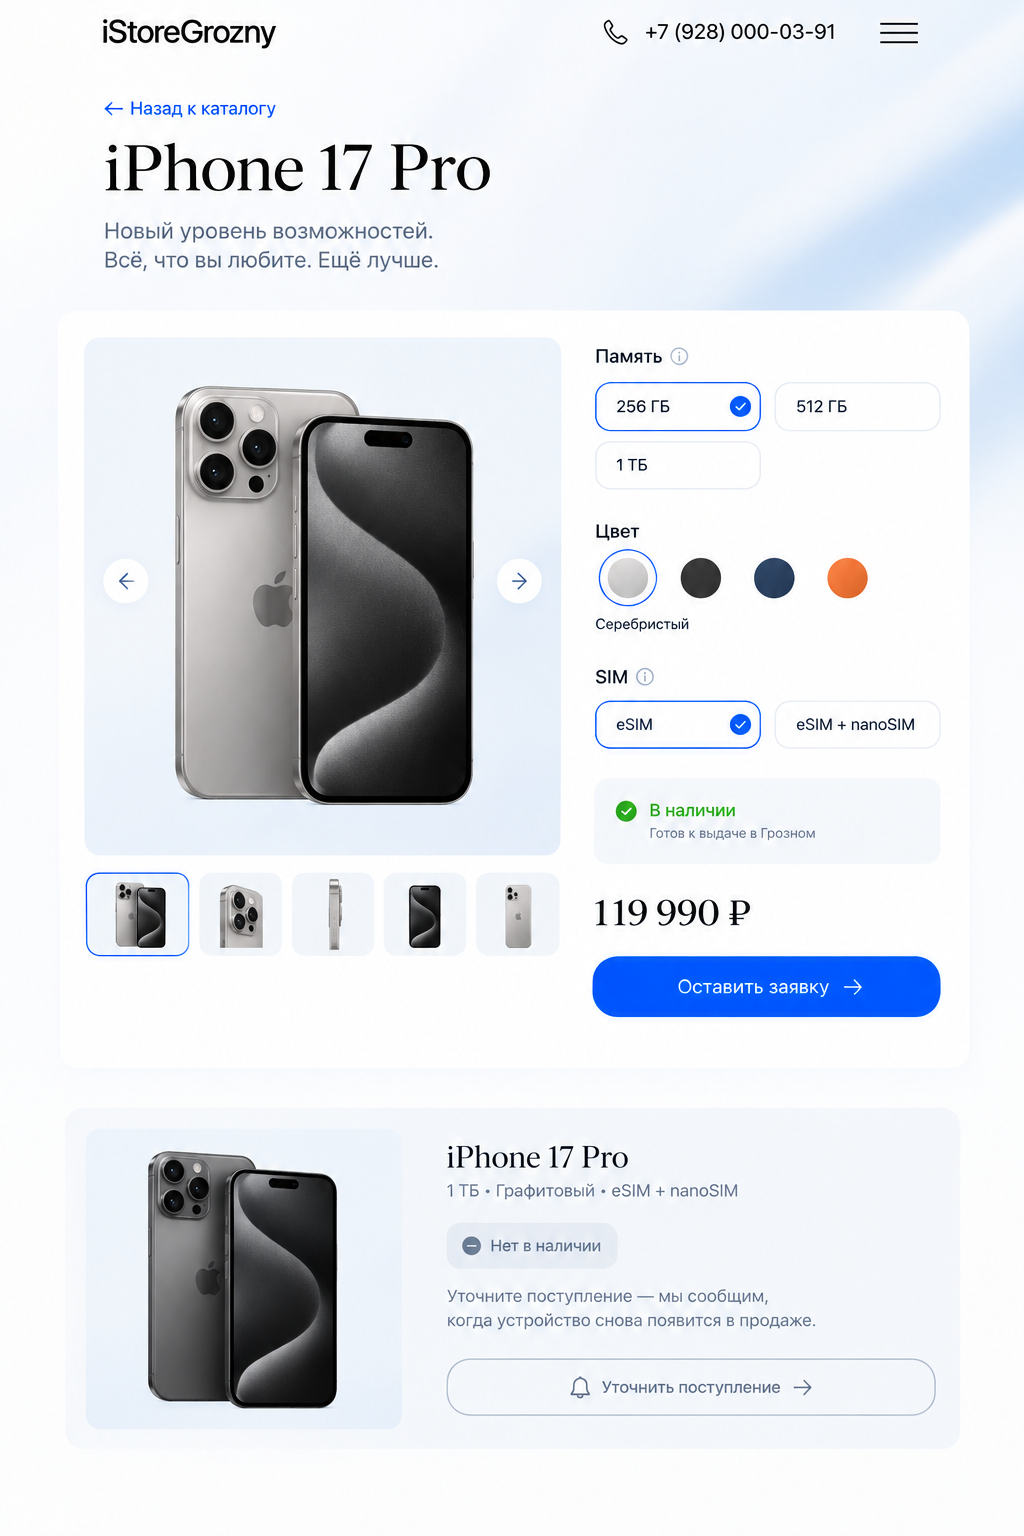 iStoreGrozny
+7 (928) 000-03-91
← Назад к каталогу
iPhone 17 Pro
Новый уровень возможностей.
Всё, что вы любите. Ещё лучше.
Память
256 ГБ
512 ГБ
1 ТБ
Цвет
Серебристый
SIM
eSIM
eSIM + nanoSIM
В наличии
Готов к выдаче в Грозном
119 990 ₽
Оставить заявку →
iPhone 17 Pro
1 ТБ • Графитовый • eSIM + nanoSIM
Нет в наличии
Уточните поступление — мы сообщим,
когда устройство снова появится в продаже.
Уточнить поступление →